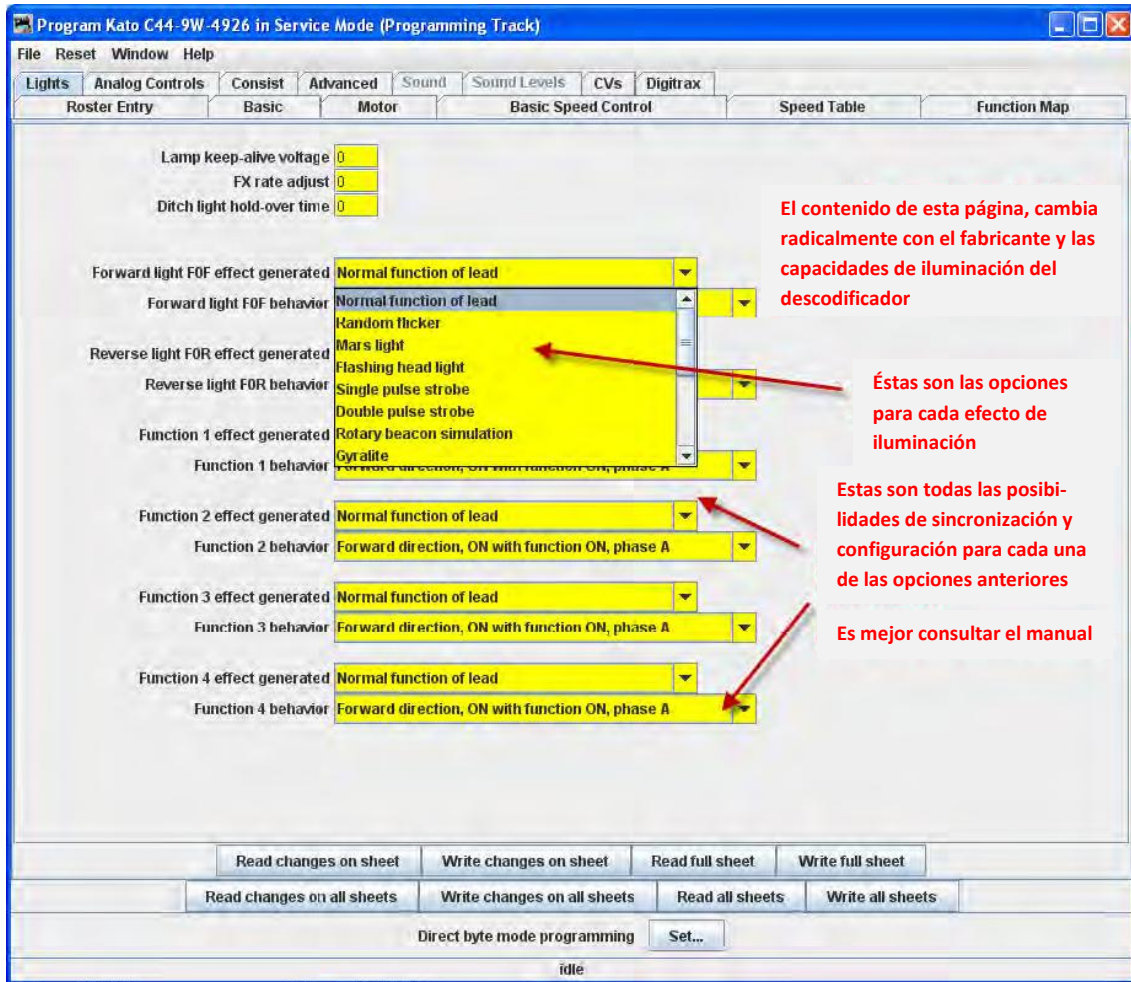 Program Kato C44-9W-4926 in Service Mode (Programming Track)
File Reset Window Help
Lights Analog Controls Consist Advanced Sound Sound Levels CVs Digitrax
Roster Entry Basic Motor Basic Speed Control Speed Table Function Map
Lamp keep-alive voltage 0
FX rate adjust 0
Ditch light hold-over time 0
El contenido de esta página, cambia
radicalmente con el fabricante y las
capacidades de iluminación del
descodificador
Forward light F0F effect generated Normal function of lead
Forward light F0F behavior
Normal function of lead
Random flicker
Mars light
Flashing head light
Single pulse strobe
Double pulse strobe
Rotary beacon simulation
Gyralite
Reverse light F0R effect generated
Reverse light F0R behavior
Éstas son las opciones
para cada efecto de
iluminación
Function 1 effect generated
Function 1 behavior Forward direction, ON with function ON, phase A
Estas son todas las posibi-
lidades de sincronización y
configuración para cada una
de las opciones anteriores
Es mejor consultar el manual
Function 2 effect generated Normal function of lead
Function 2 behavior Forward direction, ON with function ON, phase A
Function 3 effect generated Normal function of lead
Function 3 behavior Forward direction, ON with function ON, phase A
Function 4 effect generated Normal function of lead
Function 4 behavior Forward direction, ON with function ON, phase A
Read changes on sheet Write changes on sheet Read full sheet Write full sheet
Read changes on all sheets Write changes on all sheets Read all sheets Write all sheets
Direct byte mode programming Set...
idle